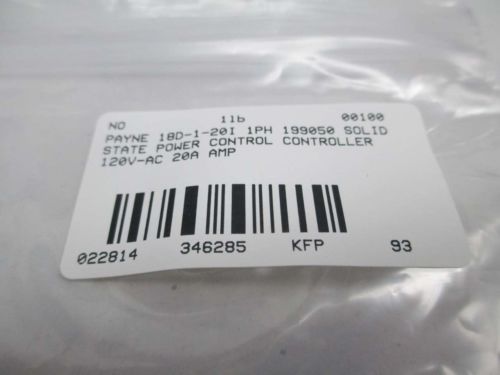 NO 1lb 00100
PAYNE 18D-1-20I 1PH 199050 SOLID
STATE POWER CONTROL CONTROLLER
120V-AC 20A AMP
022814 346285 KFP 93